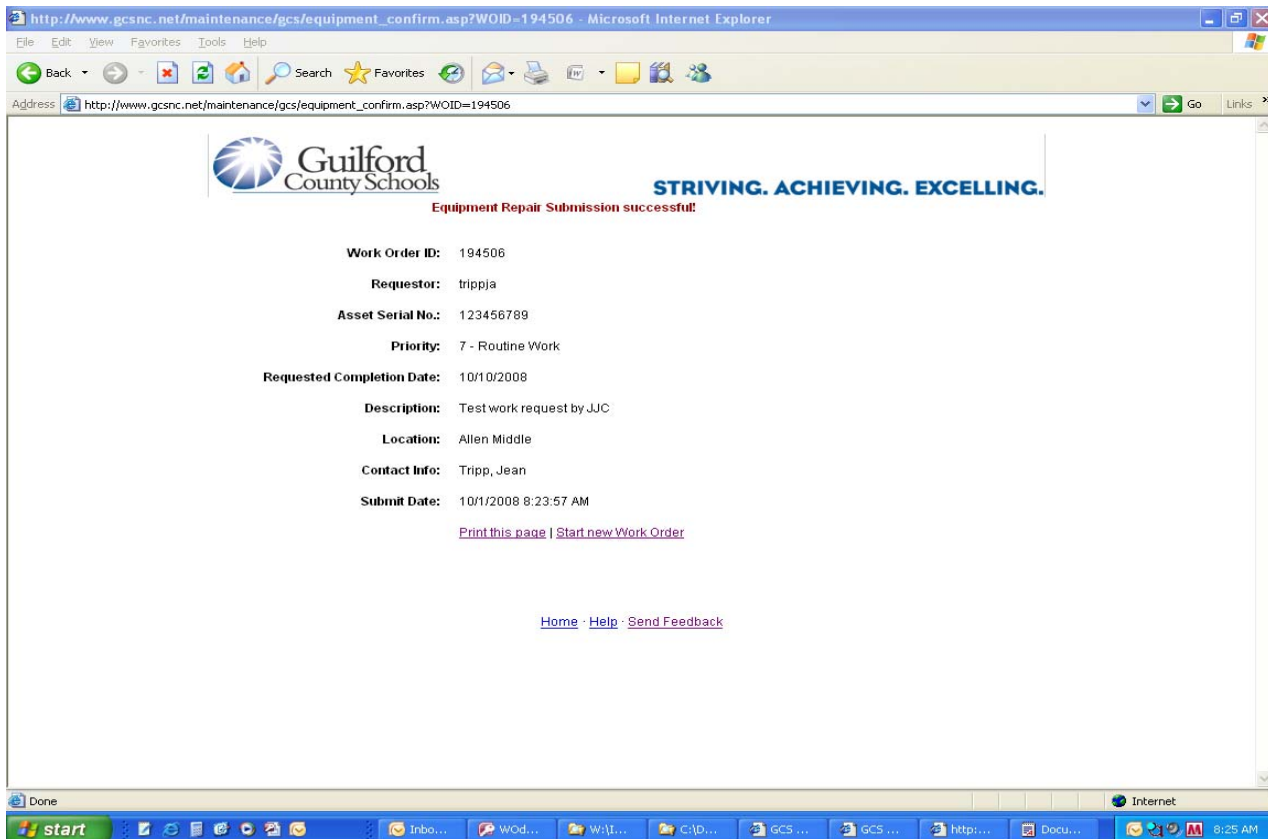 http://www.gcsnc.net/maintenance/gcs/equipment_confirm.asp?WOID=194506 - Microsoft Internet Explorer
File Edit View Favorites Tools Help
Back Search Favorites
Address http://www.gcsnc.net/maintenance/gcs/equipment_confirm.asp?WOID=194506 Go Links »
Guilford
County Schools
STRIVING. ACHIEVING. EXCELLING.
Equipment Repair Submission successful!
Work Order ID: 194506
Requestor: trippja
Asset Serial No.: 123456789
Priority: 7 - Routine Work
Requested Completion Date: 10/10/2008
Description: Test work request by JJC
Location: Allen Middle
Contact Info: Tripp, Jean
Submit Date: 10/1/2008 8:23:57 AM
Print this page | Start new Work Order
Home · Help · Send Feedback
Done Internet
start Inbo... WOd... W:\I... C:\D... GCS ... GCS ... http:... Docu... 8:25 AM